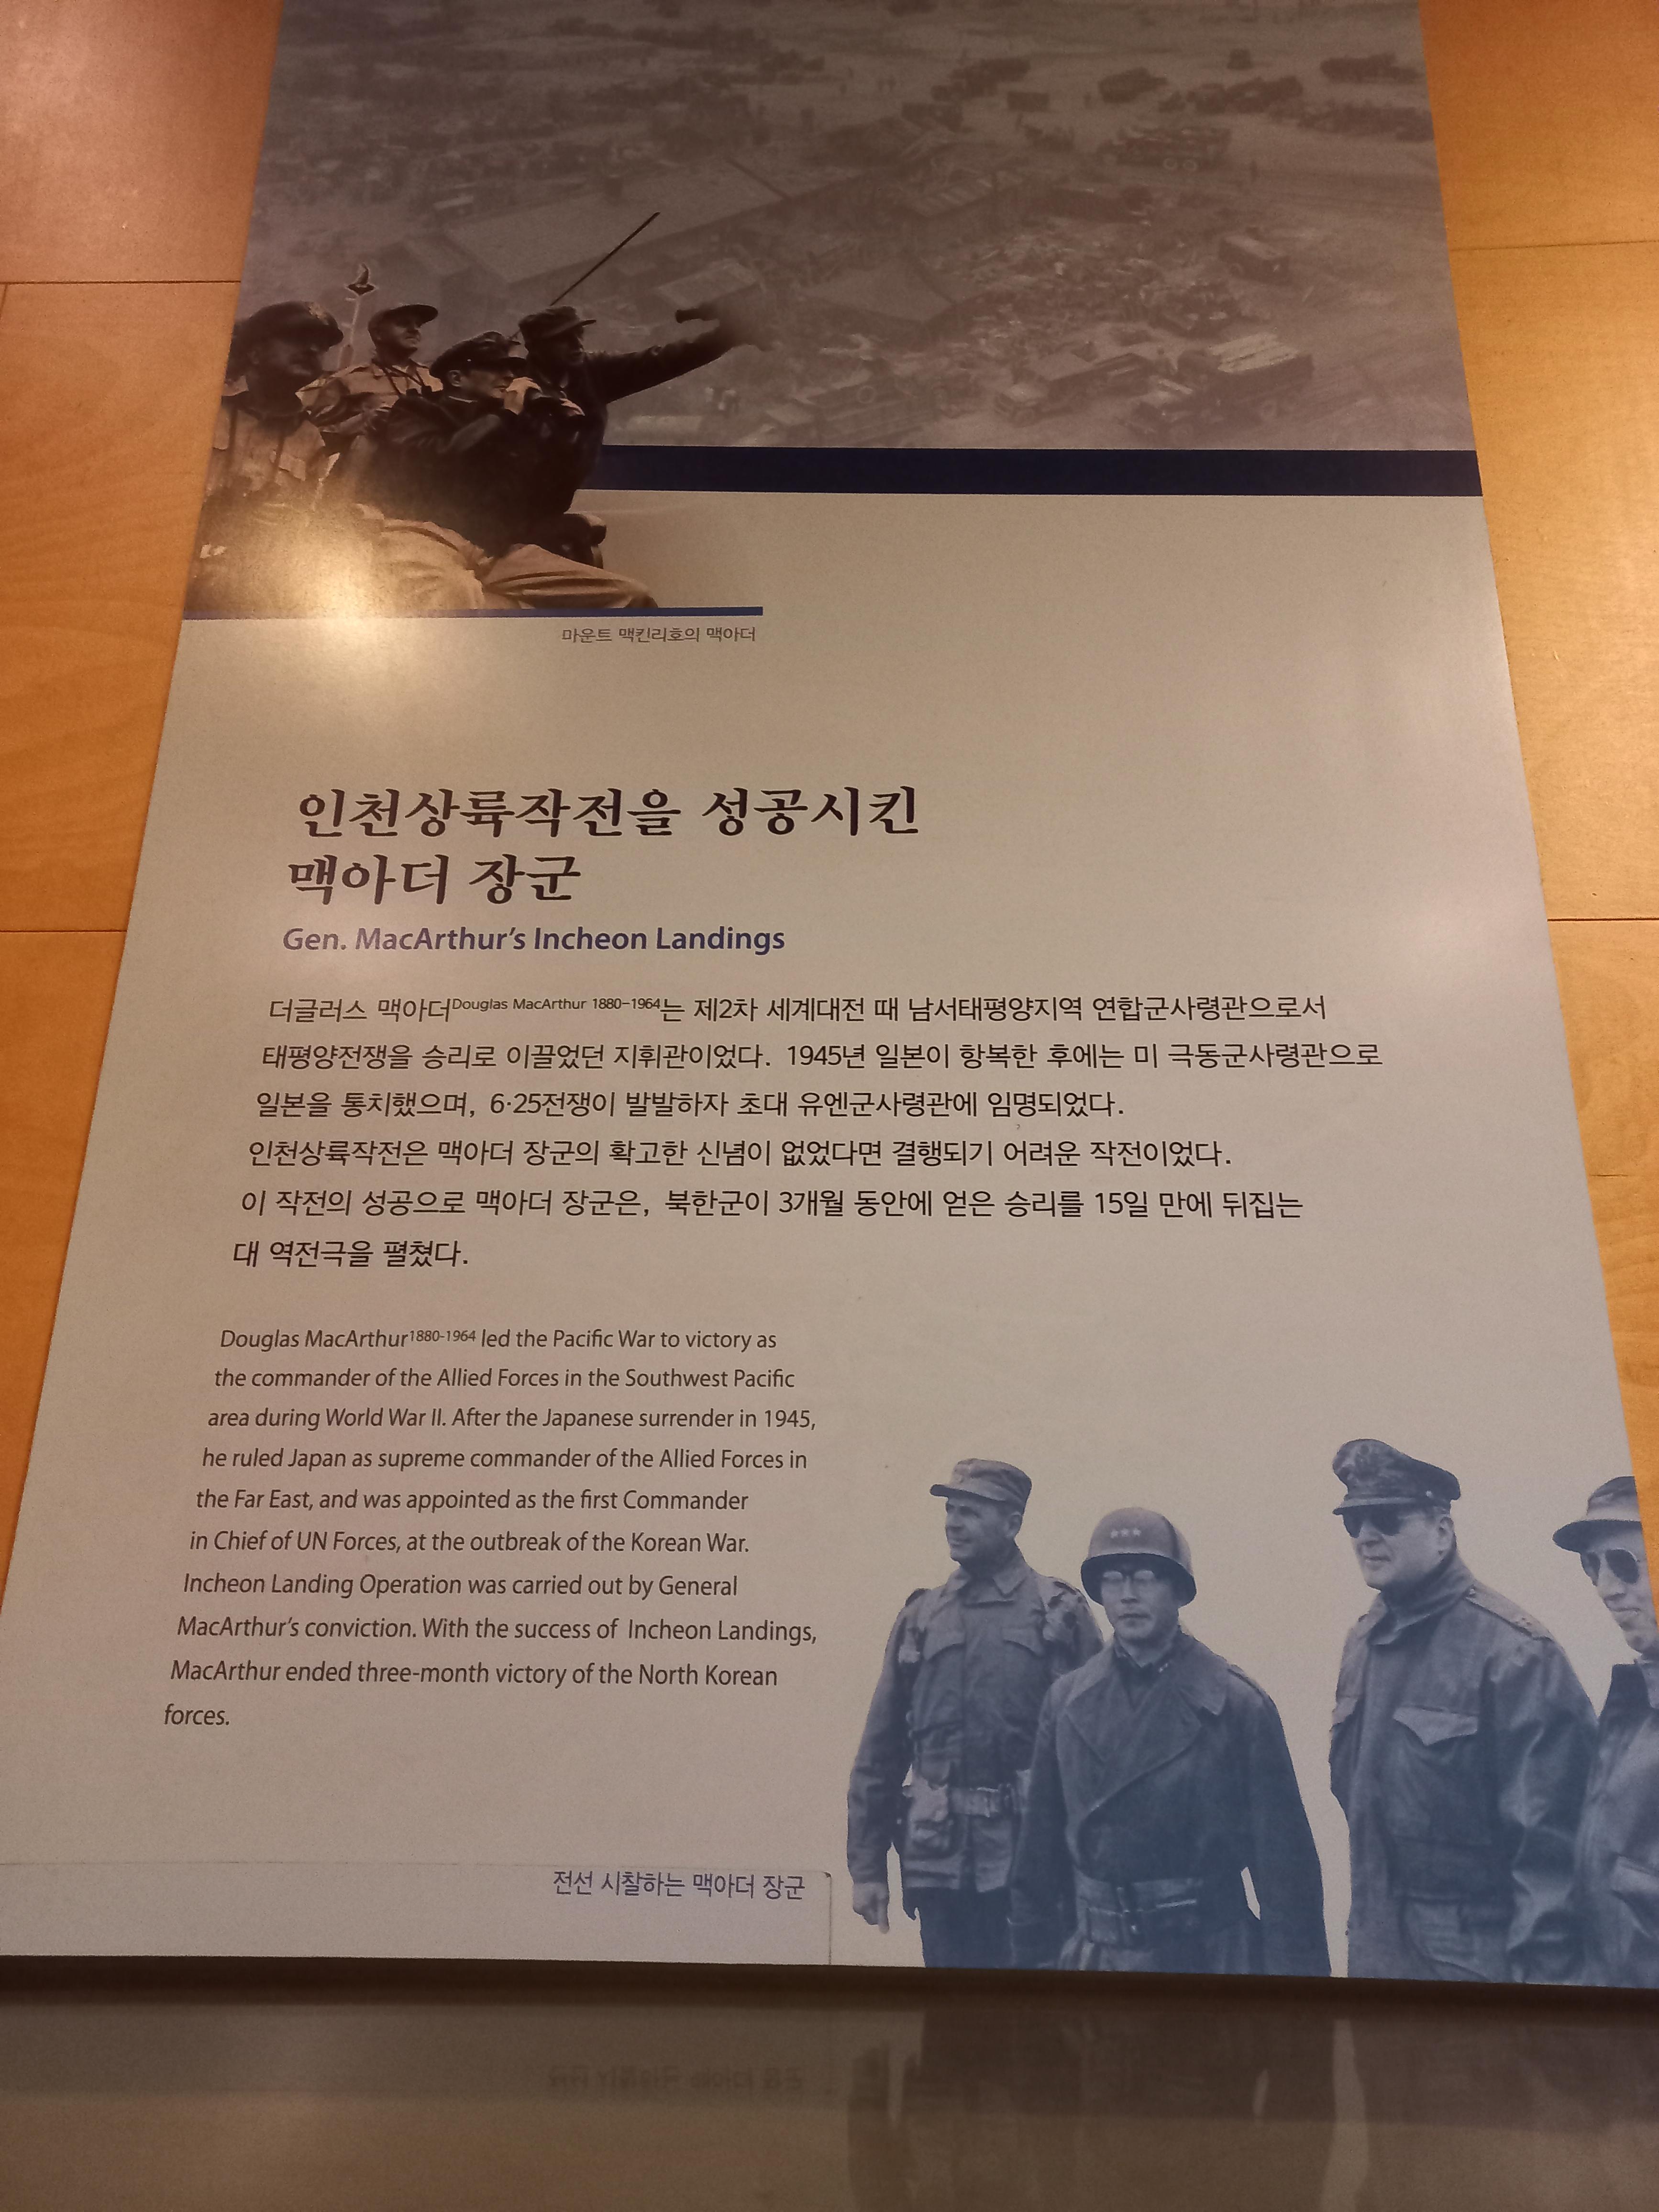 마운트 맥킨리호의 맥아더
인천상륙작전을 성공시킨
맥아더 장군
Gen. MacArthur's Incheon Landings
더글러스 맥아더Douglas MacArthur 1880-1964는 제2차 세계대전 때 남서태평양지역 연합군사령관으로서
태평양전쟁을 승리로 이끌었던 지휘관이었다. 1945년 일본이 항복한 후에는 미 극동군사령관으로
일본을 통치했으며, 6·25전쟁이 발발하자 초대 유엔군사령관에 임명되었다.
인천상륙작전은 맥아더 장군의 확고한 신념이 없었다면 결행되기 어려운 작전이었다.
이 작전의 성공으로 맥아더 장군은, 북한군이 3개월 동안에 얻은 승리를 15일 만에 뒤집는
대 역전극을 펼쳤다.
Douglas MacArthur1880-1964 led the Pacific War to victory as
the commander of the Allied Forces in the Southwest Pacific
area during World War II. After the Japanese surrender in 1945,
he ruled Japan as supreme commander of the Allied Forces in
the Far East, and was appointed as the first Commander
in Chief of UN Forces, at the outbreak of the Korean War.
Incheon Landing Operation was carried out by General
MacArthur's conviction. With the success of Incheon Landings,
MacArthur ended three-month victory of the North Korean
forces.
전선 시찰하는 맥아더 장군